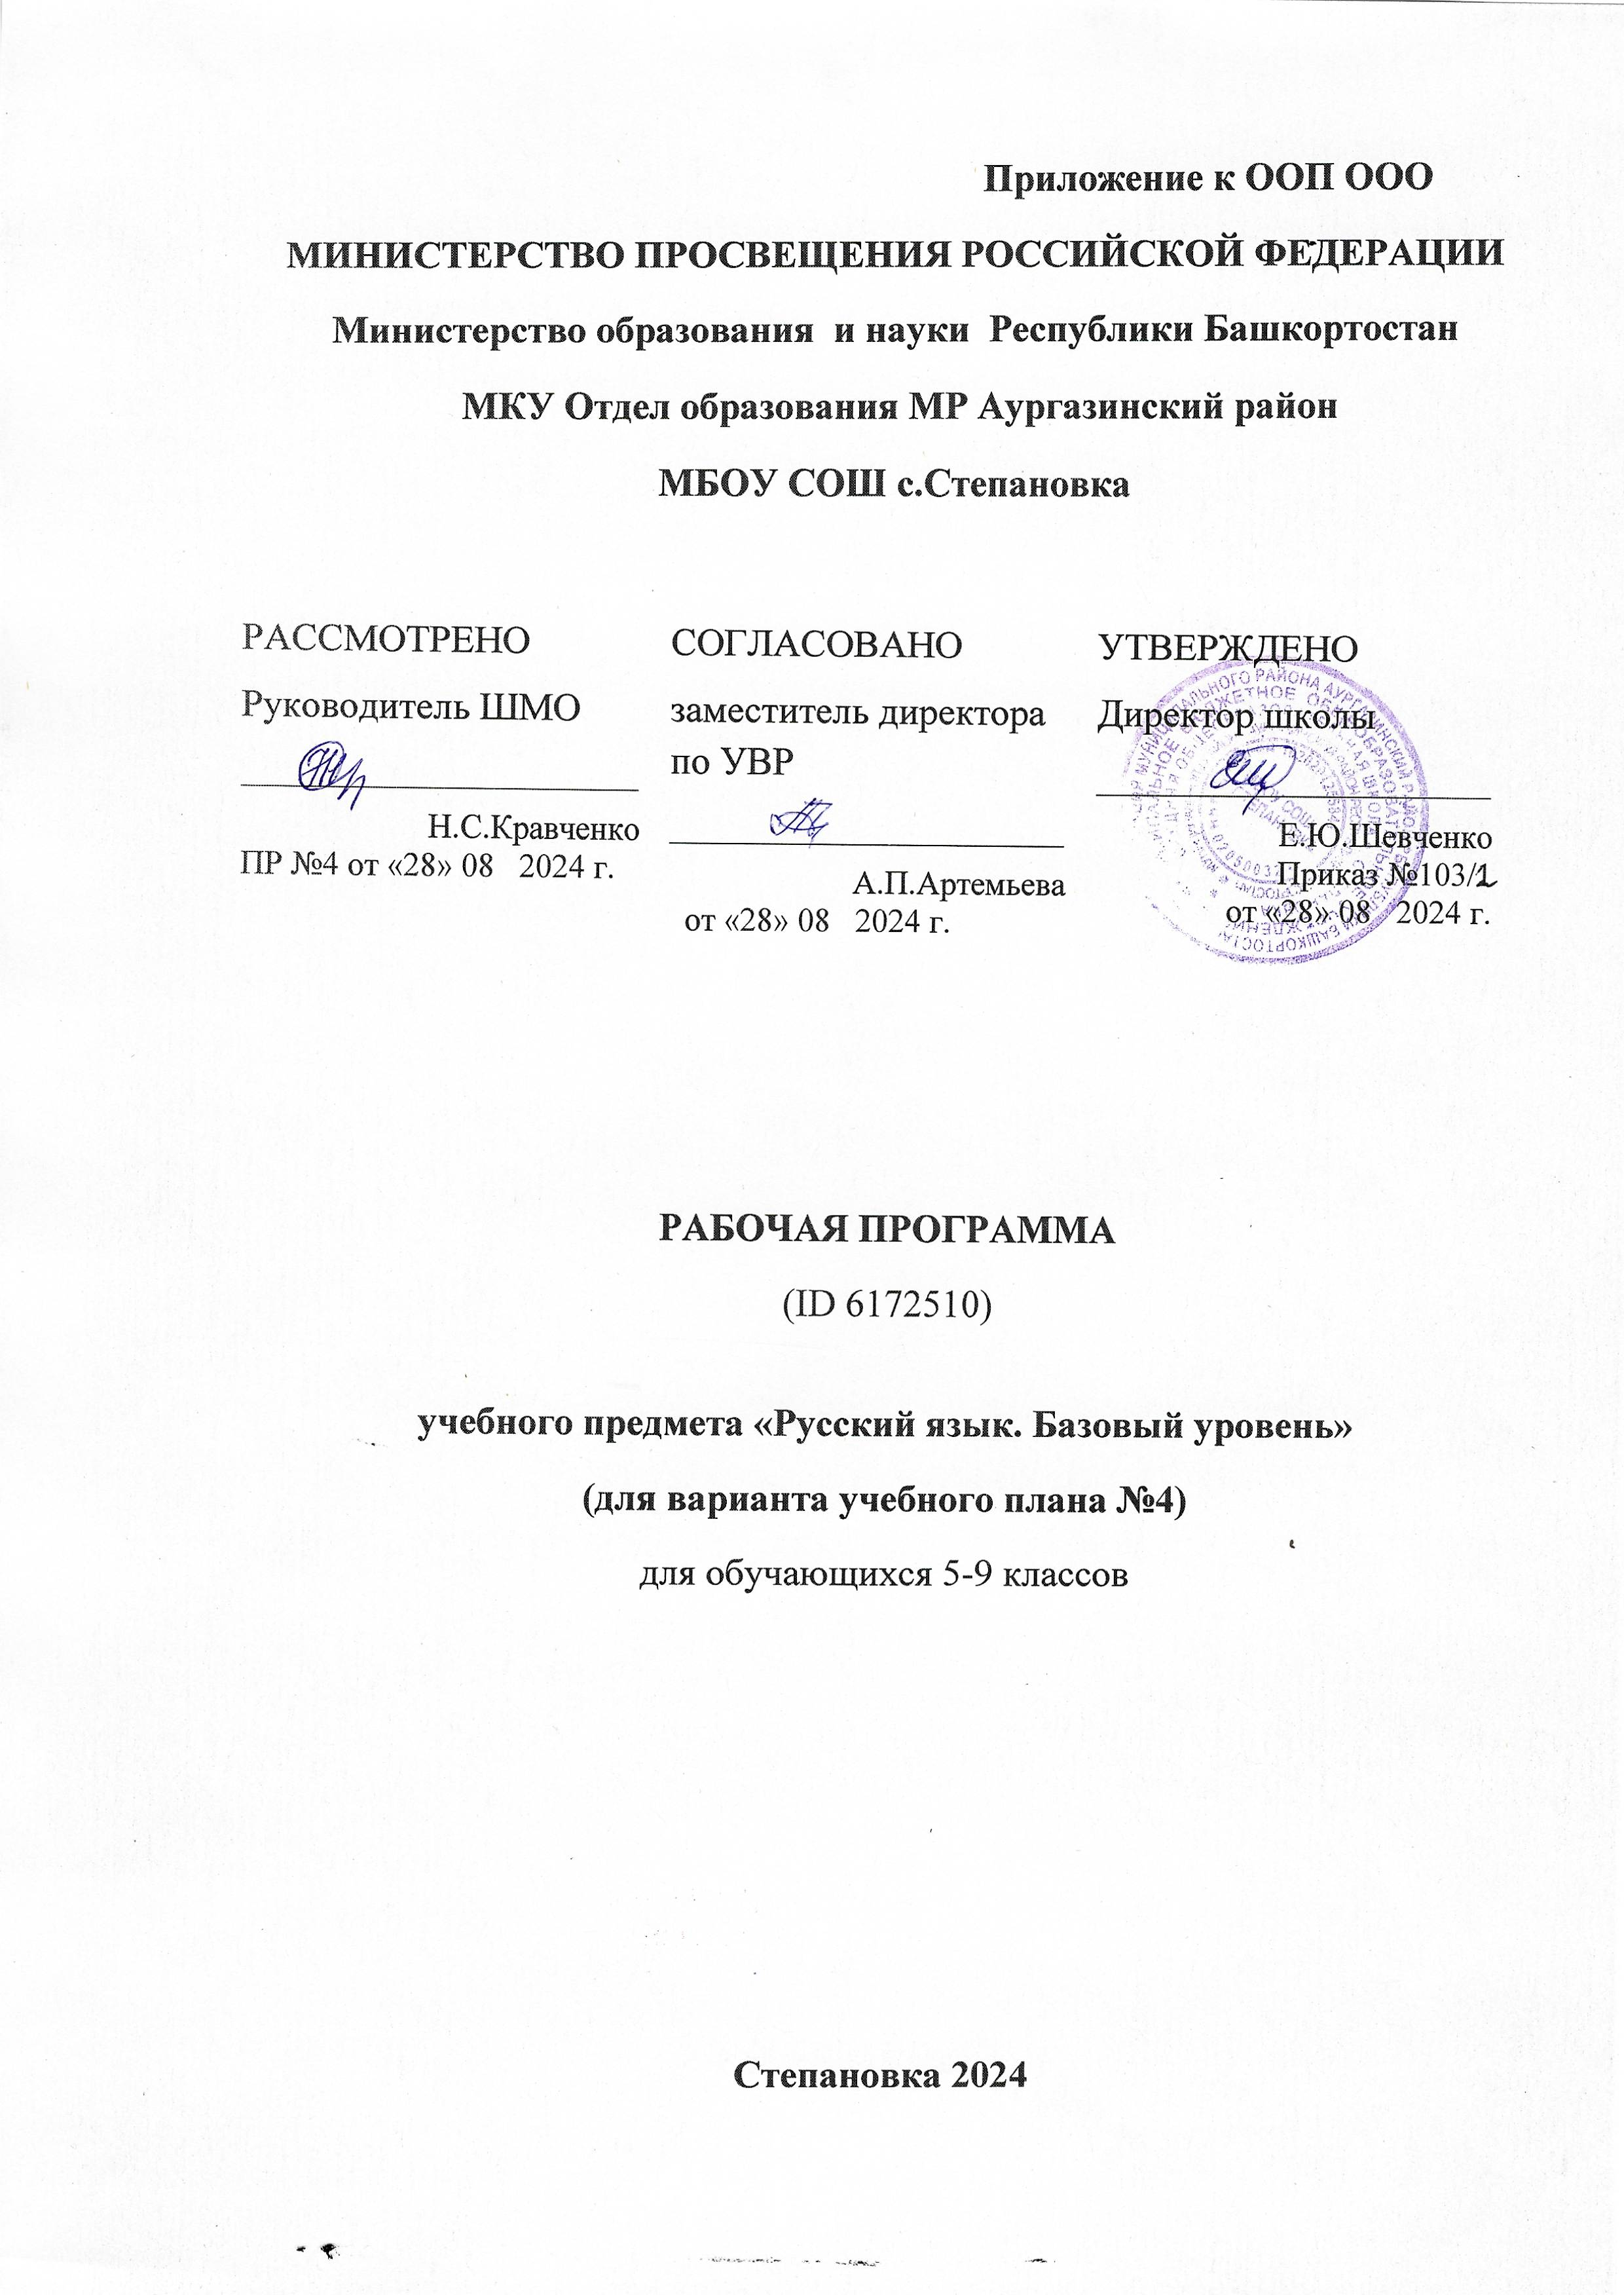 Приложение к ООП ООО
МИНИСТЕРСТВО ПРОСВЕЩЕНИЯ РОССИЙСКОЙ ФЕДЕРАЦИИ
Министерство образования и науки Республики Башкортостан
МКУ Отдел образования МР Аургазинский район
МБОУ СОШ с.Степановка
РАССМОТРЕНО
Руководитель ШМО
Н.С.Кравченко
ПР №4 от «28» 08 2024 г.
СОГЛАСОВАНО
заместитель директора
по УВР
А.П.Артемьева
от «28» 08 2024 г.
УТВЕРЖДЕНО
Директор школы
Е.Ю.Шевченко
Приказ №103/1
от «28» 08 2024 г.
РАБОЧАЯ ПРОГРАММА
(ID 6172510)
учебного предмета «Русский язык. Базовый уровень»
(для варианта учебного плана №4)
для обучающихся 5-9 классов
Степановка 2024